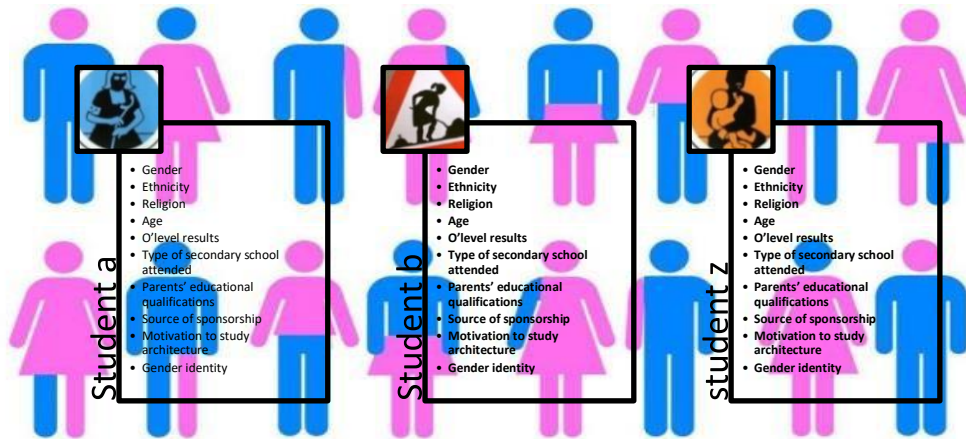 Student a
• Gender
• Ethnicity
• Religion
• Age
• O'level results
• Type of secondary school
attended
• Parents' educational
qualifications
• Source of sponsorship
• Motivation to study
architecture
• Gender identity
Student b
• Gender
• Ethnicity
• Religion
• Age
• O'level results
• Type of secondary school
attended
• Parents' educational
qualifications
• Source of sponsorship
• Motivation to study
architecture
• Gender identity
student z
• Gender
• Ethnicity
• Religion
• Age
• O'level results
• Type of secondary school
attended
• Parents' educational
qualifications
• Source of sponsorship
• Motivation to study
architecture
• Gender identity